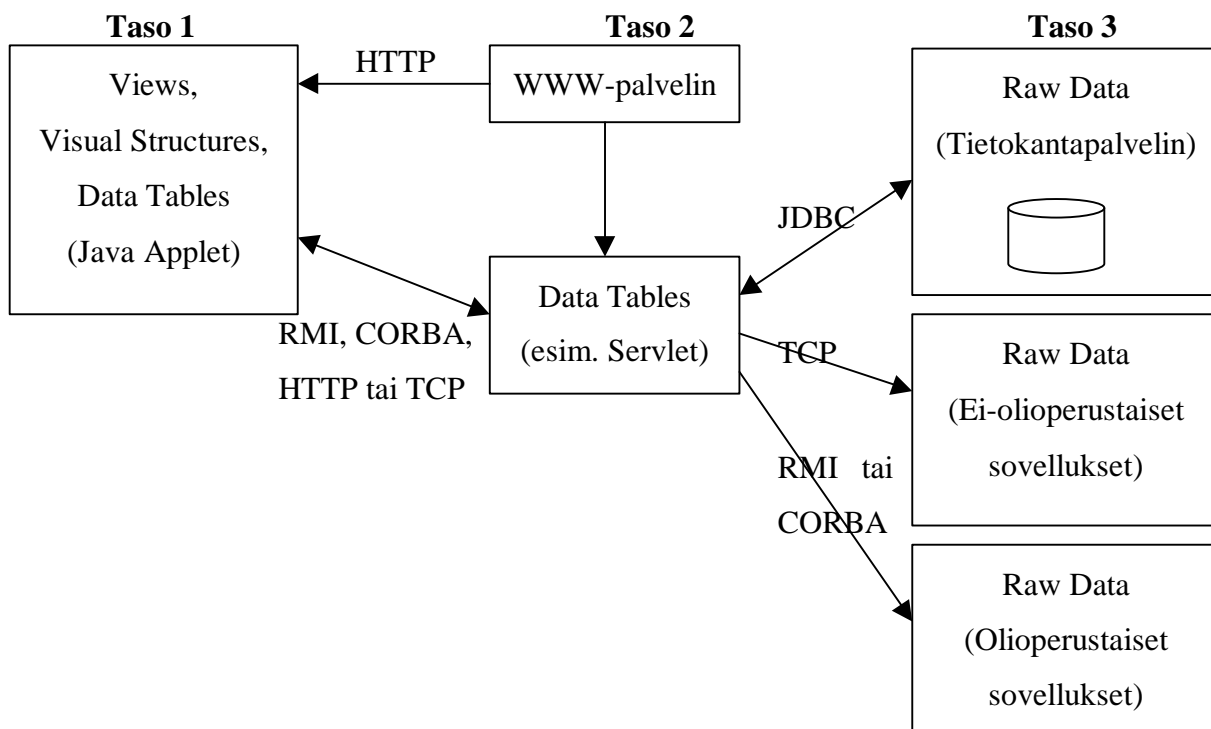 Taso 1
Taso 2
Taso 3
Views,
Visual Structures,
Data Tables
(Java Applet)
HTTP
WWW-palvelin
RMI, CORBA,
HTTP tai TCP
Data Tables
(esim. Servlet)
JDBC
TCP
RMI tai
CORBA
Raw Data
(Tietokantapalvelin)
Raw Data
(Ei-olioperustaiset
sovellukset)
Raw Data
(Olioperustaiset
sovellukset)